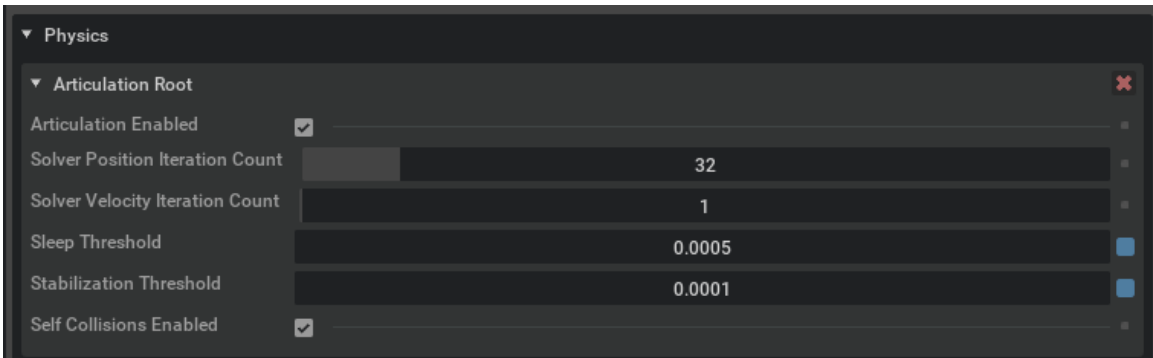 Physics
Articulation Root
Articulation Enabled
Solver Position Iteration Count 32
Solver Velocity Iteration Count 1
Sleep Threshold 0.0005
Stabilization Threshold 0.0001
Self Collisions Enabled